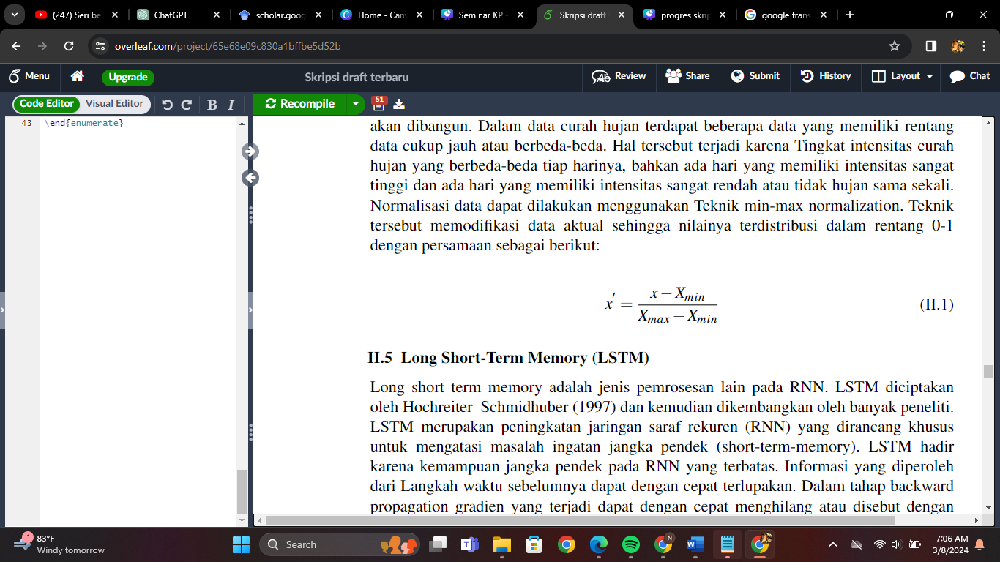 (247) Seri be
ChatGPT
scholar.goog
Home - Can
Seminar KP -
Skripsi draft
progres skrip
google trans
overleaf.com/project/65e68e09c830a1bffbe5d52b
Menu
Upgrade
Skripsi draft terbaru
Review
Share
Submit
History
Layout
Chat
Code Editor
Visual Editor
B I
Recompile
51
43 \end{enumerate}
akan dibangun. Dalam data curah hujan terdapat beberapa data yang memiliki rentang
data cukup jauh atau berbeda-beda. Hal tersebut terjadi karena Tingkat intensitas curah
hujan yang berbeda-beda tiap harinya, bahkan ada hari yang memiliki intensitas sangat
tinggi dan ada hari yang memiliki intensitas sangat rendah atau tidak hujan sama sekali.
Normalisasi data dapat dilakukan menggunakan Teknik min-max normalization. Teknik
tersebut memodifikasi data aktual sehingga nilainya terdistribusi dalam rentang 0-1
dengan persamaan sebagai berikut:
x' = (x − X_min) / (X_max − X_min) (II.1)
II.5 Long Short-Term Memory (LSTM)
Long short term memory adalah jenis pemrosesan lain pada RNN. LSTM diciptakan
oleh Hochreiter Schmidhuber (1997) dan kemudian dikembangkan oleh banyak peneliti.
LSTM merupakan peningkatan jaringan saraf rekuren (RNN) yang dirancang khusus
untuk mengatasi masalah ingatan jangka pendek (short-term-memory). LSTM hadir
karena kemampuan jangka pendek pada RNN yang terbatas. Informasi yang diperoleh
dari Langkah waktu sebelumnya dapat dengan cepat terlupakan. Dalam tahap backward
propagation gradien yang terjadi dapat dengan cepat menghilang atau disebut dengan
1
83°F
Windy tomorrow
Search
N
7:06 AM
3/8/2024